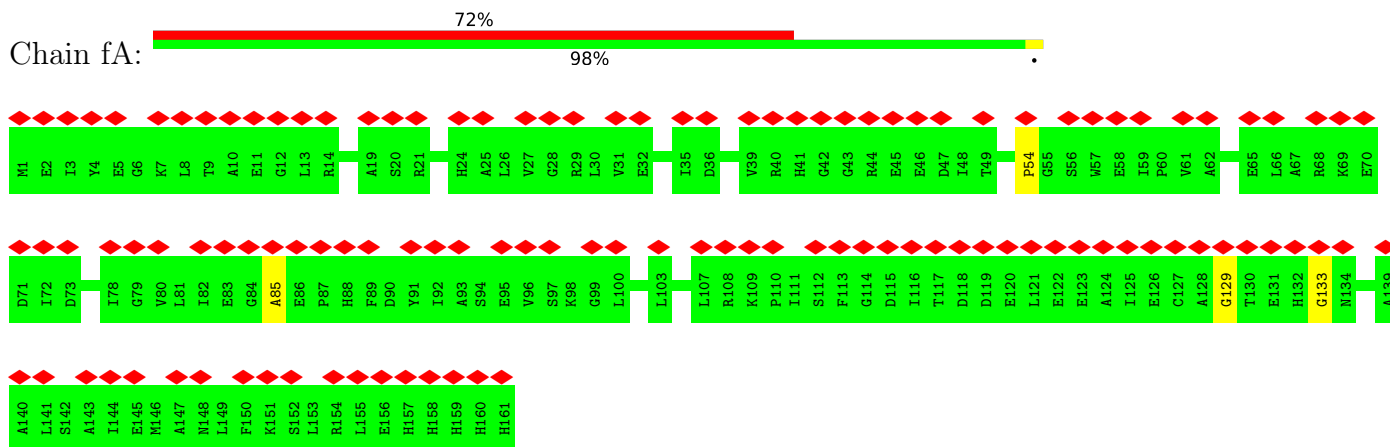 72%
Chain fA:
98%
.
M1 E2 I3 Y4 E5 G6 K7 L8 T9 A10 E11 G12 L13 R14 A19 S20 R21 H24 A25 L26 V27 G28 R29 L30 V31 E32 I35 D36 V39 R40 H41 G42 G43 R44 E45 E46 D47 I48 T49 P54 G55 S56 W57 E58 I59 P60 V61 A62 E65 L66 A67 R68 K69 E70
D71 I72 D73 I78 G79 V80 L81 I82 E83 G84 A85 E86 P87 H88 F89 D90 Y91 I92 A93 G94 E95 V96 S97 K98 G99 L100 L103 L107 R108 K109 P110 I111 S112 F113 G114 D115 I116 T117 D118 D119 E120 L121 E122 E123 A124 I125 E126 C127 A128 G129 T130 E131 H132 G133 N134 A139
A140 L141 S142 A143 I144 E145 M146 A147 N148 L149 F150 K151 S152 L153 R154 L155 E156 H157 H158 H159 H160 H161